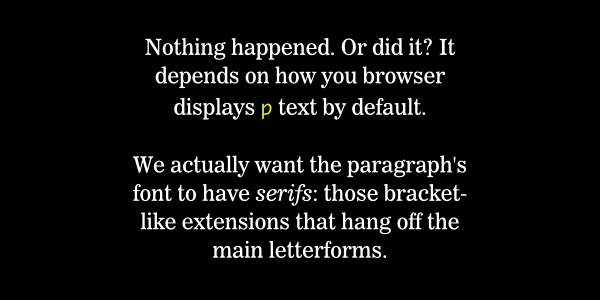 Nothing happened. Or did it? It
depends on how you browser
displays p text by default.
We actually want the paragraph's
font to have serifs: those bracket-
like extensions that hang off the
main letterforms.